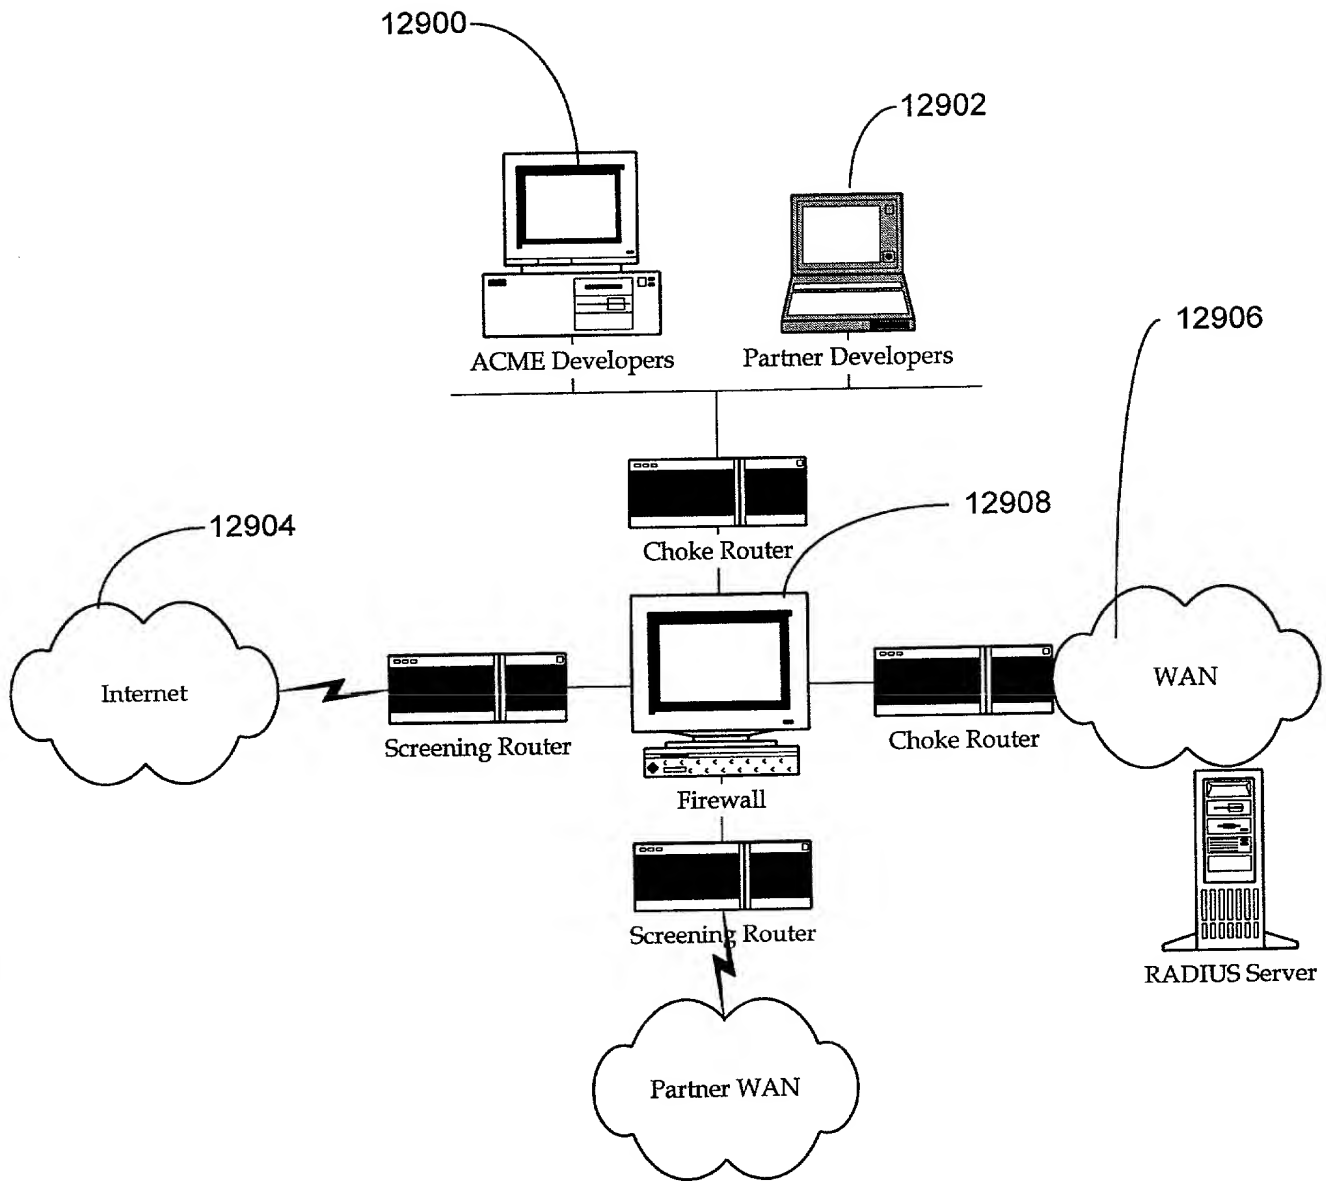 12900
12902
ACME Developers
Partner Developers
12906
12908
12904
Choke Router
Internet
WAN
Screening Router
Choke Router
Firewall
Screening Router
RADIUS Server
Partner WAN